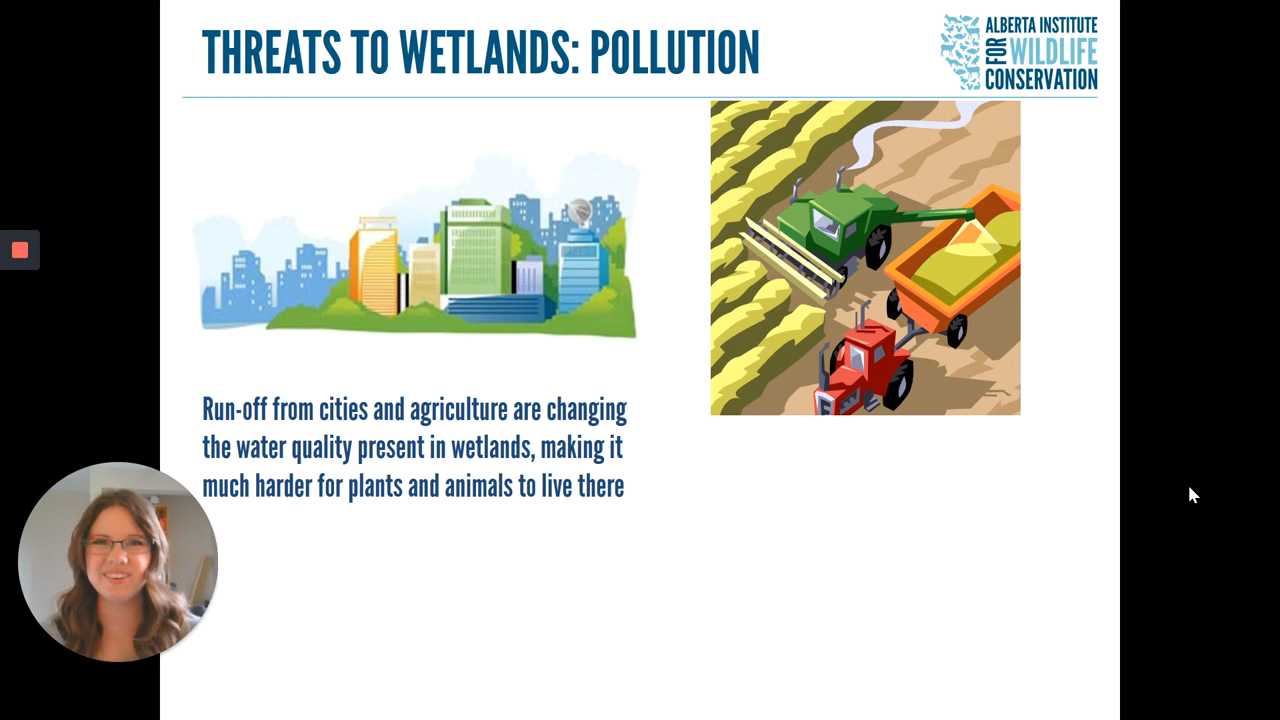 THREATS TO WETLANDS: POLLUTION
ALBERTA INSTITUTE
FOR WILDLIFE
CONSERVATION
Run-off from cities and agriculture are changing
the water quality present in wetlands, making it
much harder for plants and animals to live there